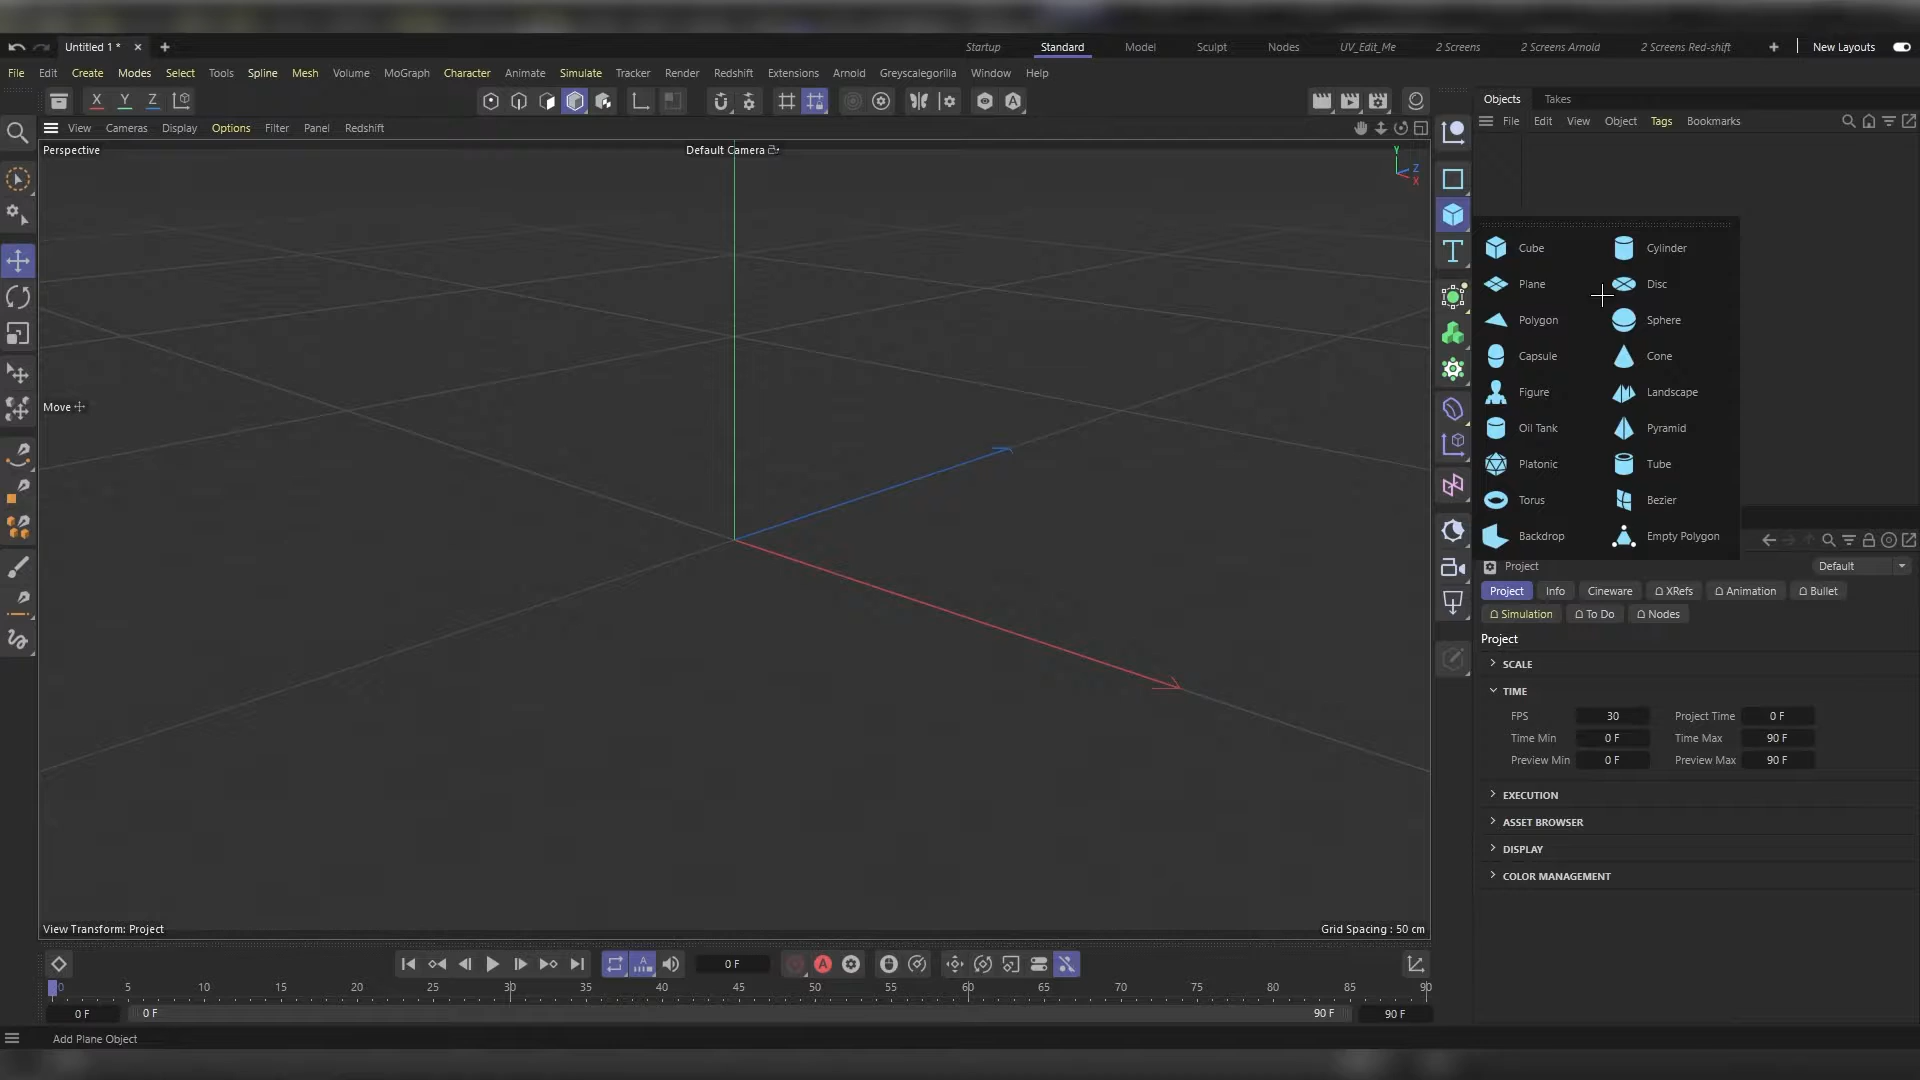 Untitled 1 * × +
Startup Standard Model Sculpt Nodes UV_Edit_Me 2 Screens 2 Screens Arnold 2 Screens Red-shift + New Layouts
File Edit Create Modes Select Tools Spline Mesh Volume MoGraph Character Animate Simulate Tracker Render Redshift Extensions Arnold Greyscalegorilla Window Help
X Y Z
A
Objects Takes
View Cameras Display Options Filter Panel Redshift
File Edit View Object Tags Bookmarks
Perspective
Default Camera
Y
Z
X
Cube Cylinder
Plane Disc
Polygon Sphere
Capsule Cone
Figure Landscape
Oil Tank Pyramid
Platonic Tube
Torus Bezier
Backdrop Empty Polygon
Move
Project Default
Project Info Cineware XRefs Animation Bullet
Simulation To Do Nodes
Project
SCALE
TIME
FPS 30 Project Time 0 F
Time Min 0 F Time Max 90 F
Preview Min 0 F Preview Max 90 F
EXECUTION
ASSET BROWSER
DISPLAY
COLOR MANAGEMENT
View Transform: Project
Grid Spacing : 50 cm
A 0 F A
0 5 10 15 20 25 30 35 40 45 50 55 60 65 70 75 80 85 90
0 F 0 F 90 F 90 F
Add Plane Object